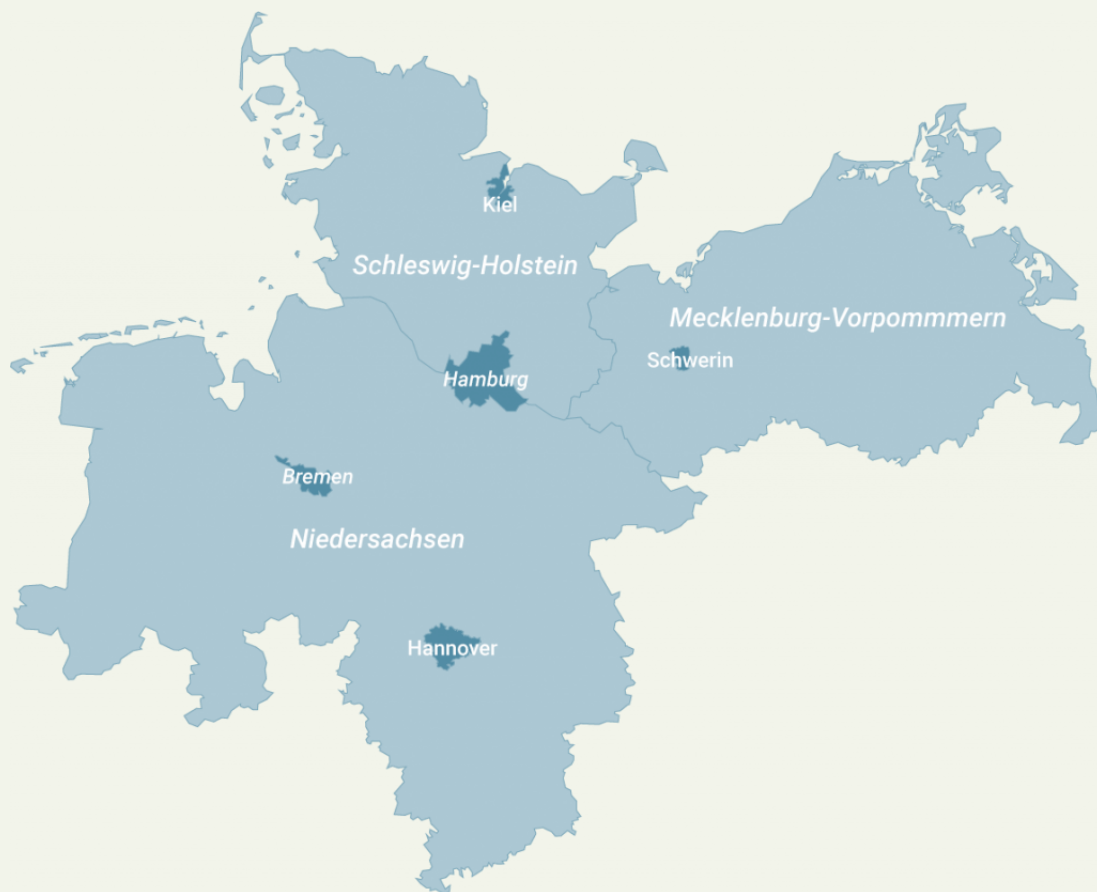 Kiel
Schleswig-Holstein
Mecklenburg-Vorpommmern
Schwerin
Hamburg
Bremen
Niedersachsen
Hannover